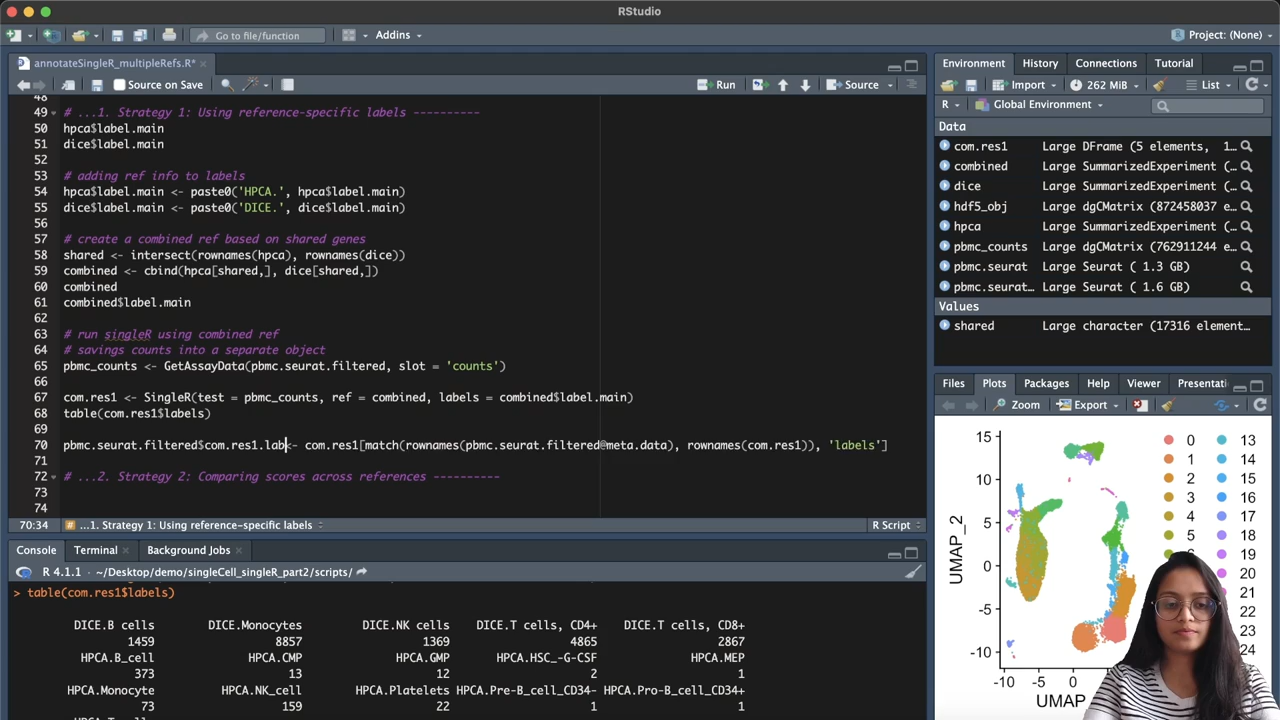 RStudio
Go to file/function
Addins
Project: (None)
annotateSingleR_multipleRefs.R*
Source on Save
Run
Source
48
49 # ...1. Strategy 1: Using reference-specific labels ----------
50 hpca$label.main
51 dice$label.main
52
53 # adding ref info to labels
54 hpca$label.main <- paste0('HPCA.', hpca$label.main)
55 dice$label.main <- paste0('DICE.', dice$label.main)
56
57 # create a combined ref based on shared genes
58 shared <- intersect(rownames(hpca), rownames(dice))
59 combined <- cbind(hpca[shared,], dice[shared,])
60 combined
61 combined$label.main
62
63 # run singleR using combined ref
64 # savings counts into a separate object
65 pbmc_counts <- GetAssayData(pbmc.seurat.filtered, slot = 'counts')
66
67 com.res1 <- SingleR(test = pbmc_counts, ref = combined, labels = combined$label.main)
68 table(com.res1$labels)
69
70 pbmc.seurat.filtered$com.res1.lab<- com.res1[match(rownames(pbmc.seurat.filtered@meta.data), rownames(com.res1)), 'labels']
71
72 # ...2. Strategy 2: Comparing scores across references ----------
73
74
70:34 # ...1. Strategy 1: Using reference-specific labels
R Script
Console Terminal Background Jobs
R 4.1.1 · ~/Desktop/demo/singleCell_singleR_part2/scripts/
> table(com.res1$labels)
DICE.B cells DICE.Monocytes DICE.NK cells DICE.T cells, CD4+ DICE.T cells, CD8+
1459 8857 1369 4865 2867
HPCA.B_cell HPCA.CMP HPCA.GMP HPCA.HSC_-G-CSF HPCA.MEP
373 13 12 2 1
HPCA.Monocyte HPCA.NK_cell HPCA.Platelets HPCA.Pre-B_cell_CD34- HPCA.Pro-B_cell_CD34+
73 159 22 1 1
Environment History Connections Tutorial
Import 262 MiB List
R Global Environment
Data
com.res1 Large DFrame (5 elements, 1…
combined Large SummarizedExperiment (…
dice Large SummarizedExperiment (…
hdf5_obj Large dgCMatrix (872458037 e…
hpca Large SummarizedExperiment (…
pbmc_counts Large dgCMatrix (762911244 e…
pbmc.seurat Large Seurat ( 1.3 GB)
pbmc.seurat… Large Seurat ( 1.6 GB)
Values
shared Large character (17316 element…
Files Plots Packages Help Viewer Presentati
Zoom Export
UMAP_2
15
10
5
0
-5
-10
-10 -5 0 5
UMAP
0 13
1 14
2 15
3 16
4 17
5 18
19
20
21
22
23
24